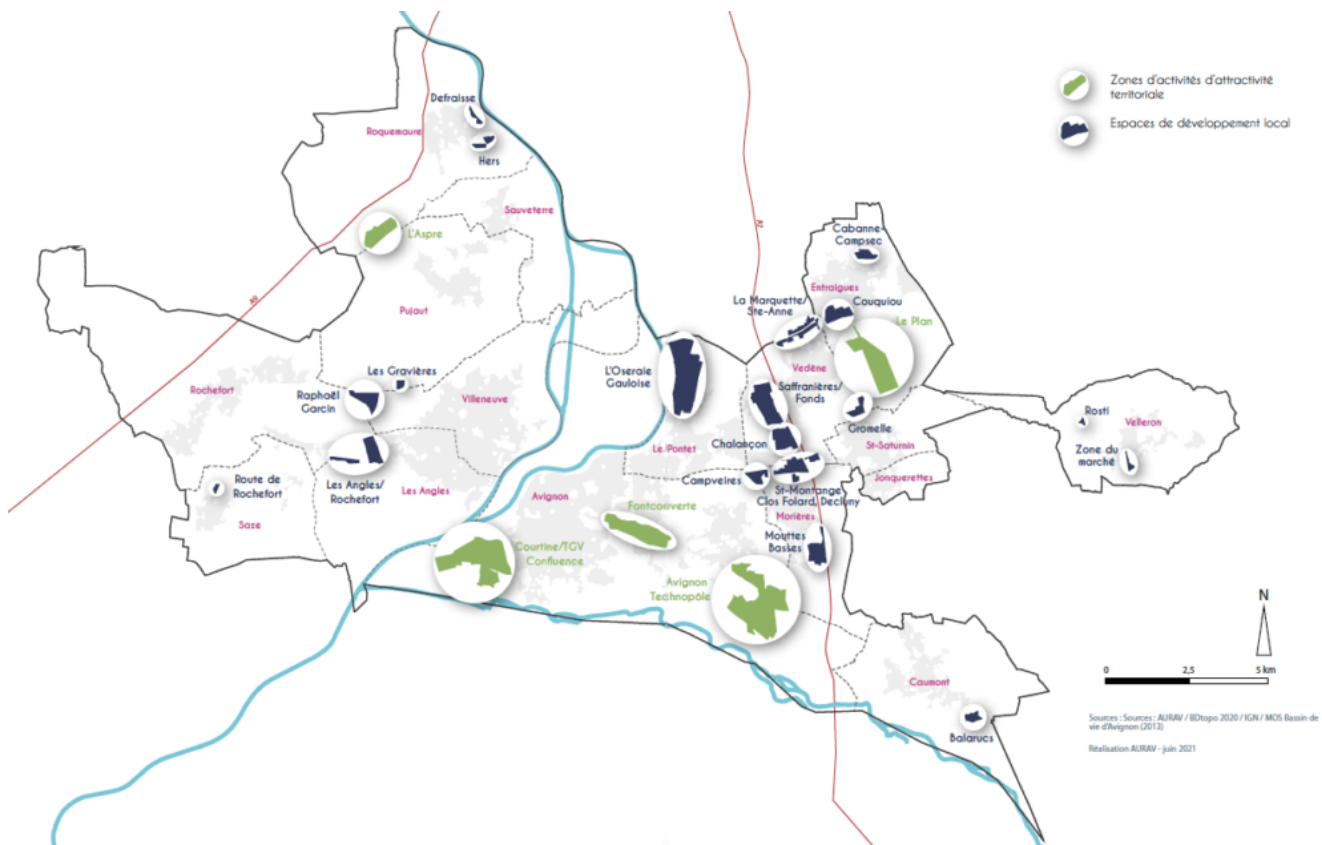 Zones d'activités d'attractivité
territoriale
Espaces de développement local
Defraisse
Roquemaure
Hers
Sauveterre
L'Aspre
A9
Pujaut
Cabanne-
Campsec
Entraigues
La Marquette/
Ste-Anne
Couquiou
Le Plan
Vedène
Les Gravières
L'Oseraie
Gauloise
Rochefort
Raphaël
Garcin
Villeneuve
Saffranières/
Fonds
Rosti
Velleron
Gromelle
Chalançon
St-Saturnin
Le Pontet
Zone du
marché
Campveires
Jonquerettes
Route de
Rochefort
Les Angles/
Rochefort
Les Angles
Avignon
St-Montange
Clos Folard, Decluny
Saze
Fontcouverte
Morières
Mouttes
Basses
Courtine/TGV
Confluence
Avignon
Technopôle
N
0 2,5 5 km
Caumont
Balarucs
Sources : Sources : AURAV / BDtopo 2020 / IGN / MOS Bassin de
vie d'Avignon (2013)
Réalisation AURAV - juin 2021